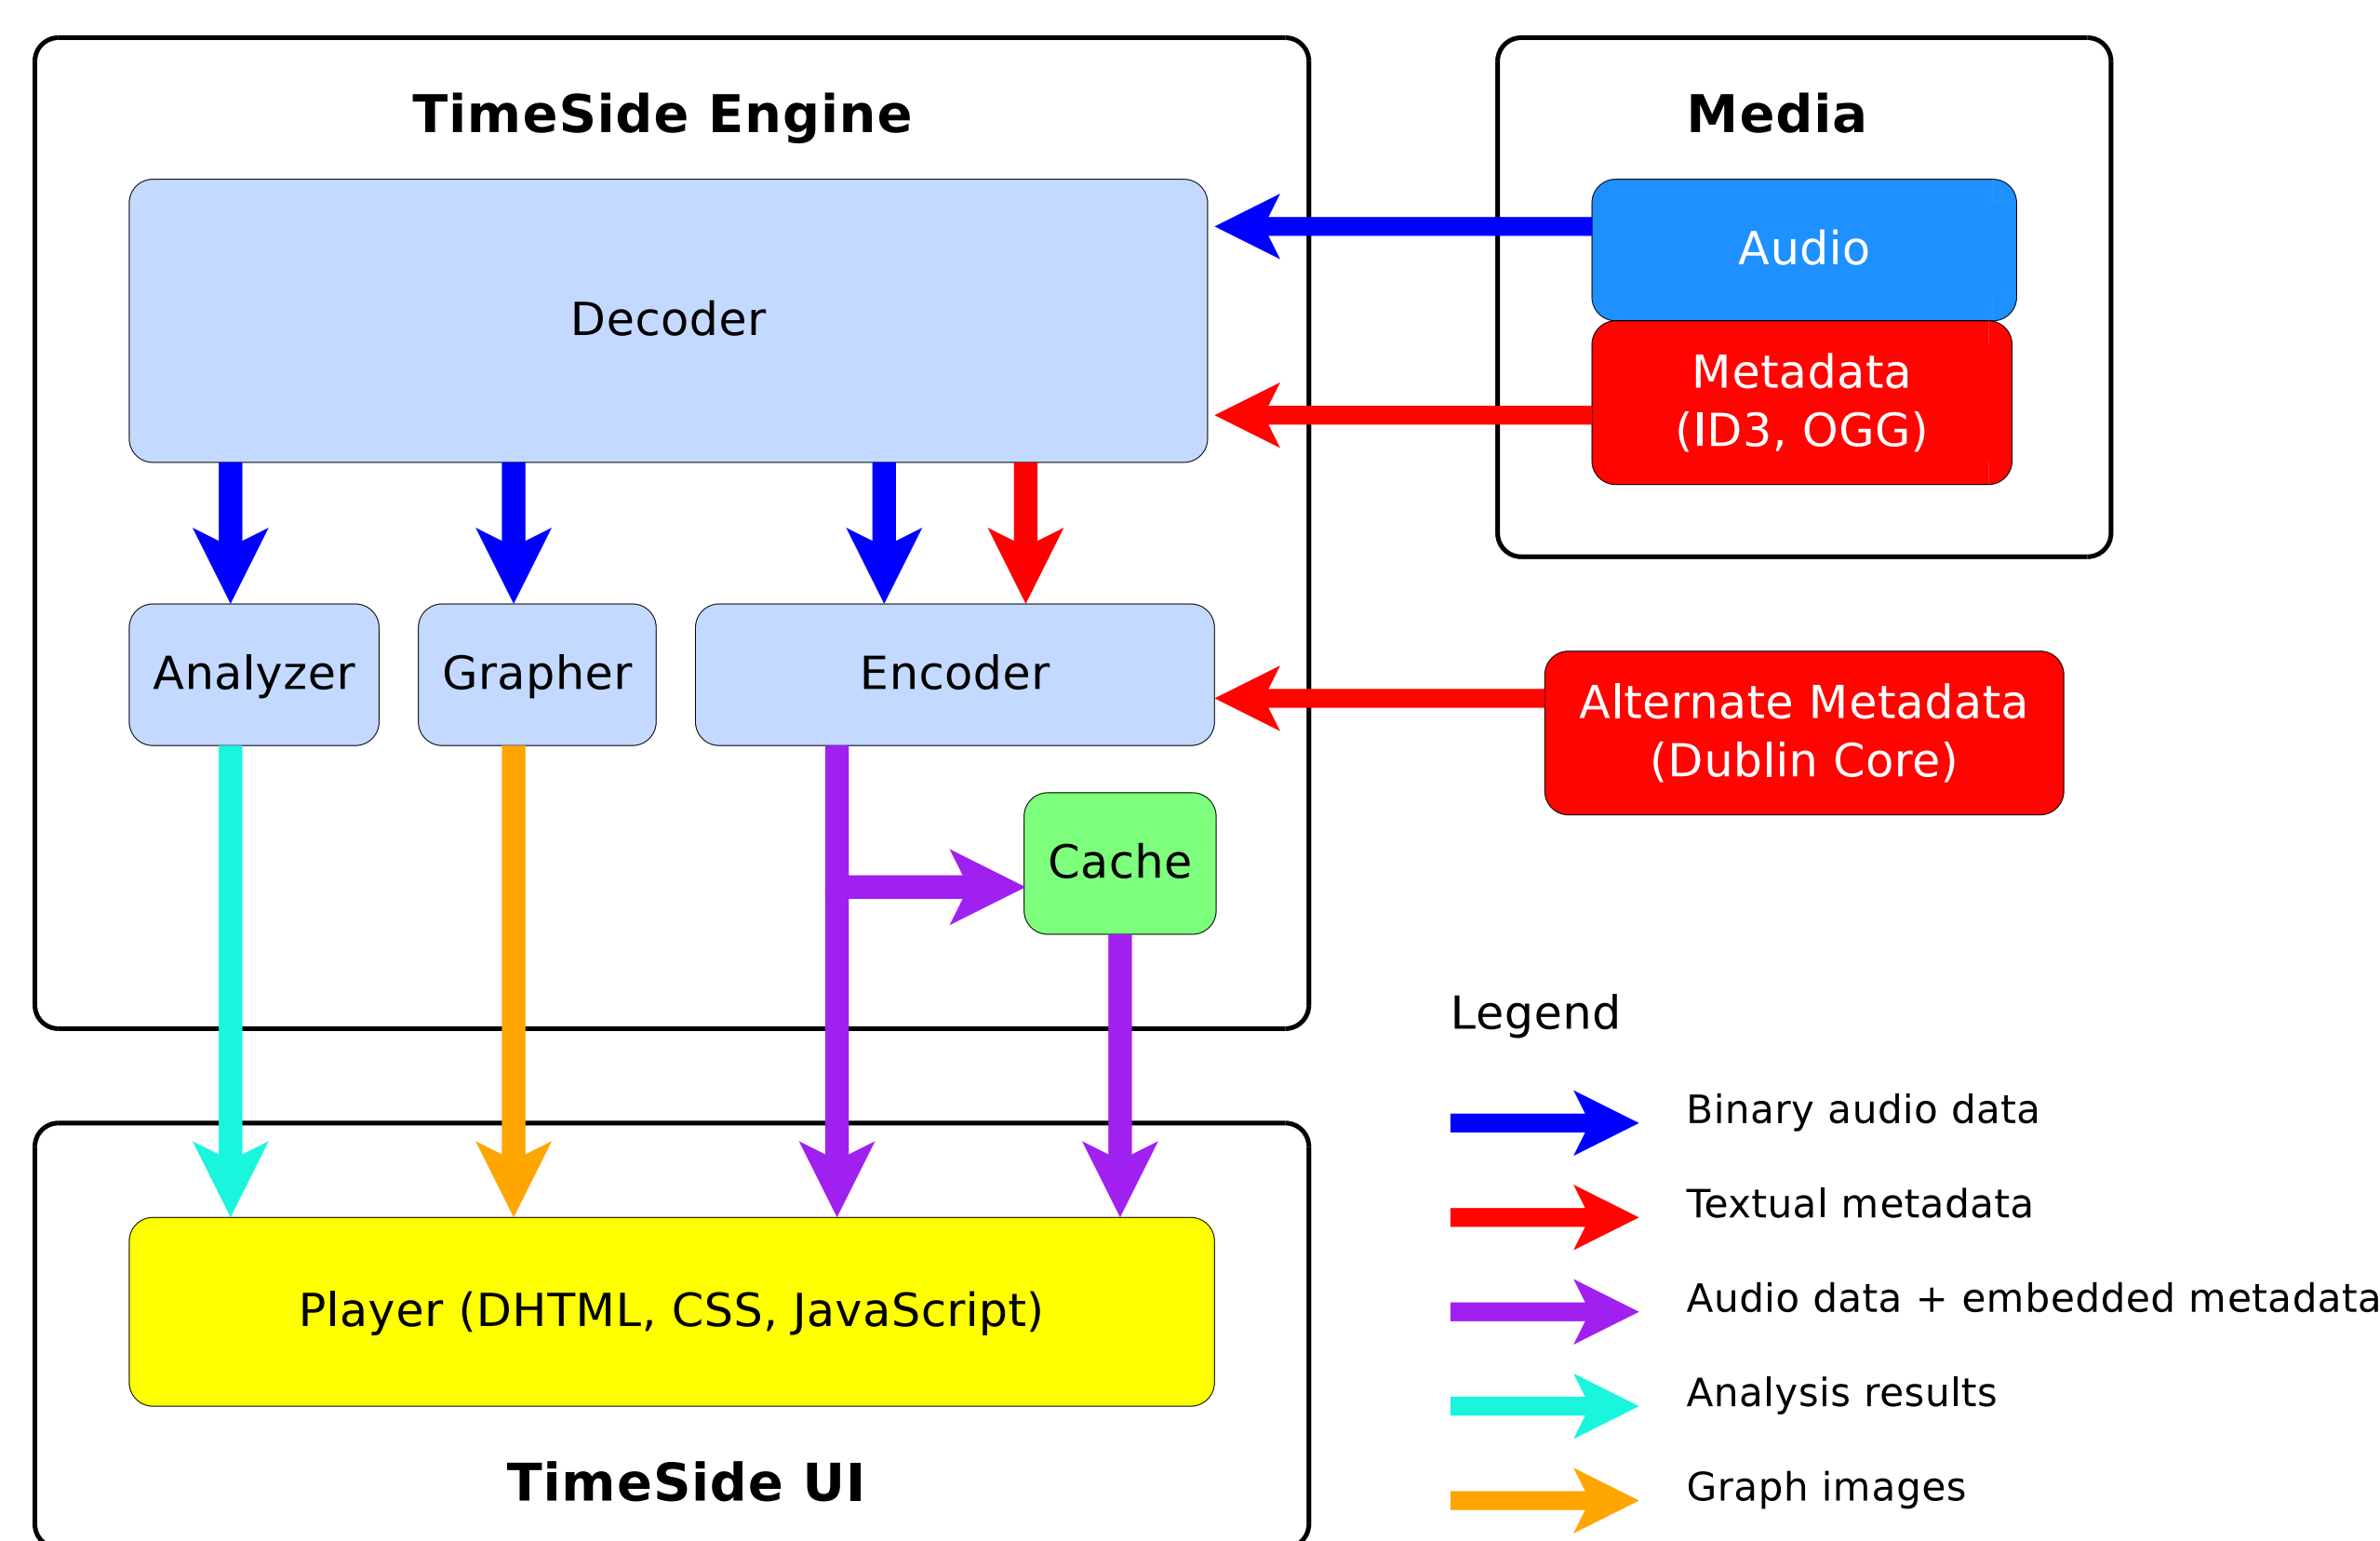 TimeSide Engine
Media
Decoder
Audio
Metadata
(ID3, OGG)
Analyzer
Grapher
Encoder
Alternate Metadata
(Dublin Core)
Cache
Legend
Binary audio data
Textual metadata
Audio data + embedded metadata
Analysis results
Graph images
Player (DHTML, CSS, JavaScript)
TimeSide UI